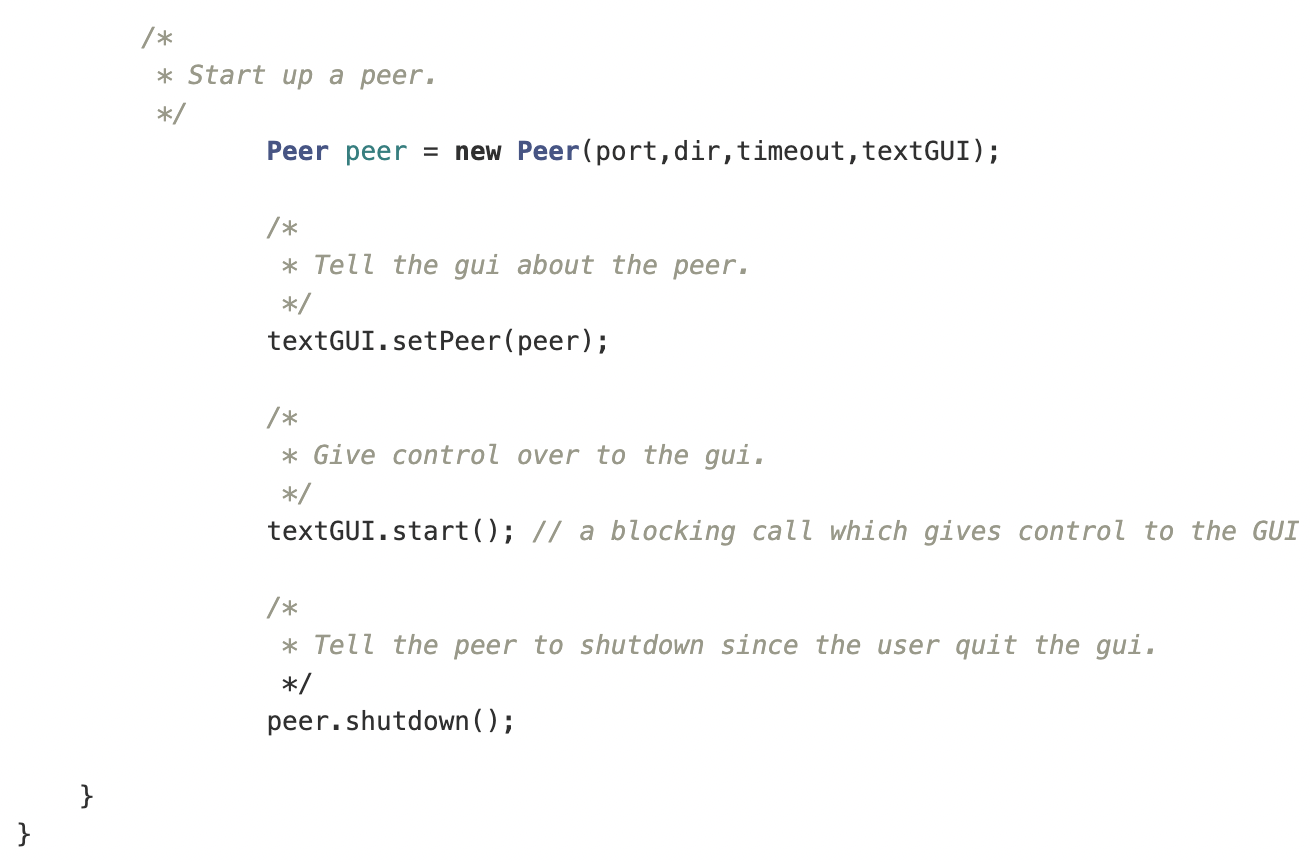 /*
 * Start up a peer.
 */
Peer peer = new Peer(port,dir,timeout,textGUI);
/*
 * Tell the gui about the peer.
 */
textGUI.setPeer(peer);
/*
 * Give control over to the gui.
 */
textGUI.start(); // a blocking call which gives control to the GUI
/*
 * Tell the peer to shutdown since the user quit the gui.
 */
peer.shutdown();
}
}